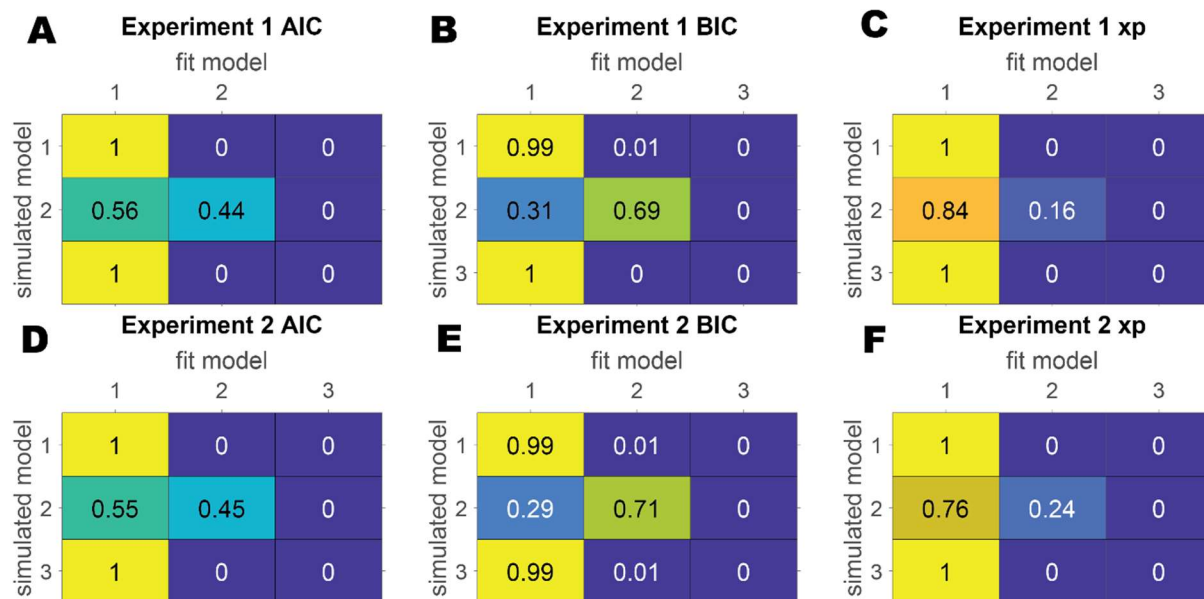 A Experiment 1 AIC
fit model
1 2
simulated model
1 1 0 0
2 0.56 0.44 0
1 0 0
B Experiment 1 BIC
fit model
1 2 3
simulated model
1 0.99 0.01 0
2 0.31 0.69 0
3 1 0 0
C Experiment 1 xp
fit model
1 2 3
simulated model
1 1 0 0
2 0.84 0.16 0
3 1 0 0
D Experiment 2 AIC
fit model
1 2 3
simulated model
1 1 0 0
2 0.55 0.45 0
3 1 0 0
E Experiment 2 BIC
fit model
1 2 3
simulated model
1 0.99 0.01 0
2 0.29 0.71 0
3 0.99 0.01 0
F Experiment 2 xp
fit model
1 2 3
simulated model
1 1 0 0
2 0.76 0.24 0
3 1 0 0